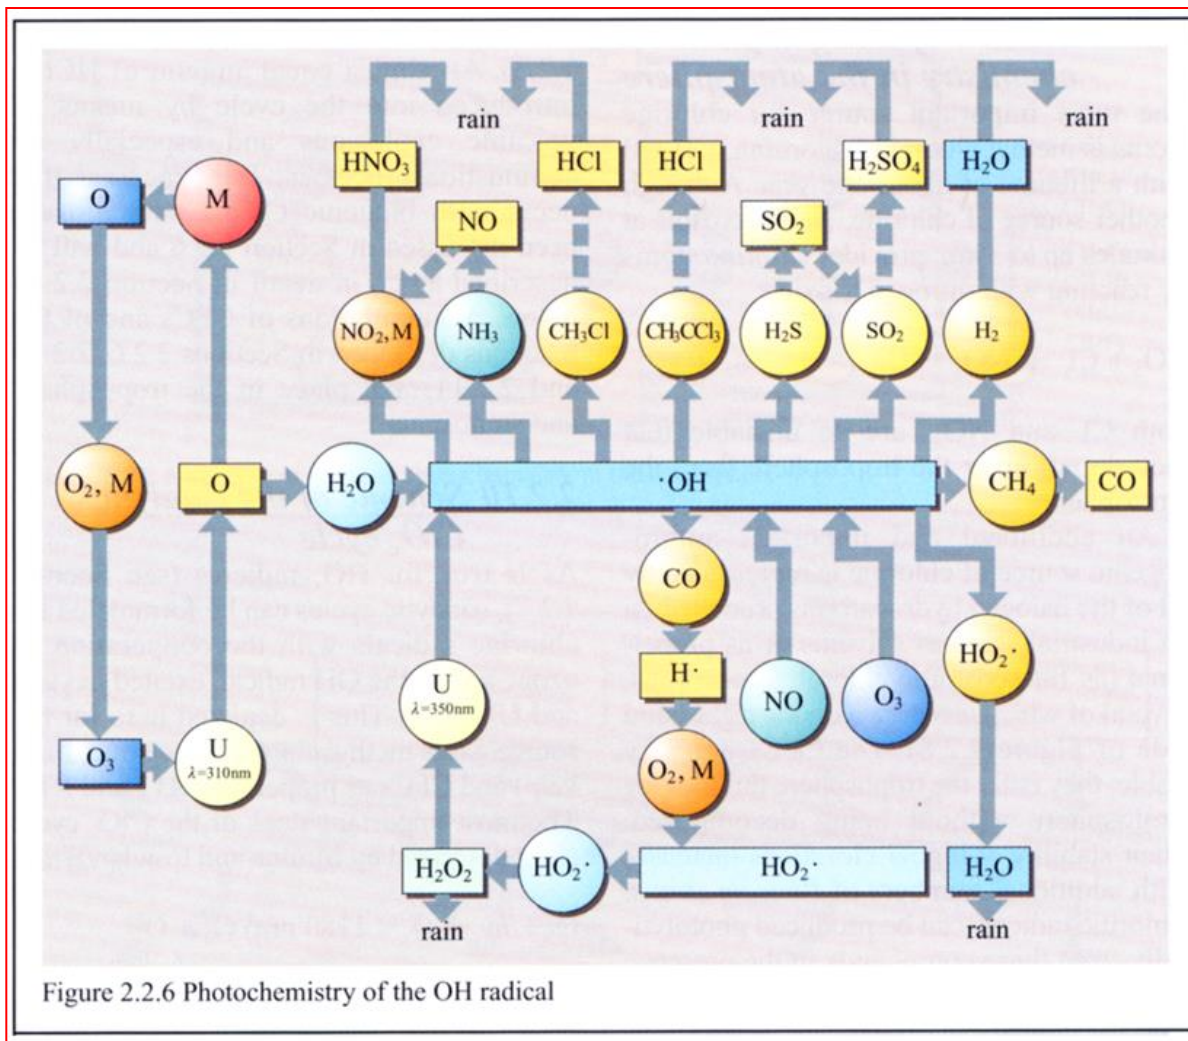 rain rain rain
HNO₃ HCl HCl H₂SO₄ H₂O
O M NO SO₂
NO₂, M NH₃ CH₃Cl CH₃CCl₃ H₂S SO₂ H₂
O₂, M O H₂O ·OH CH₄ CO
CO
H· HO₂·
U
λ=350nm
NO O₃
O₃ U
λ=310nm
O₂, M
H₂O₂ HO₂· HO₂· H₂O
rain rain
Figure 2.2.6 Photochemistry of the OH radical